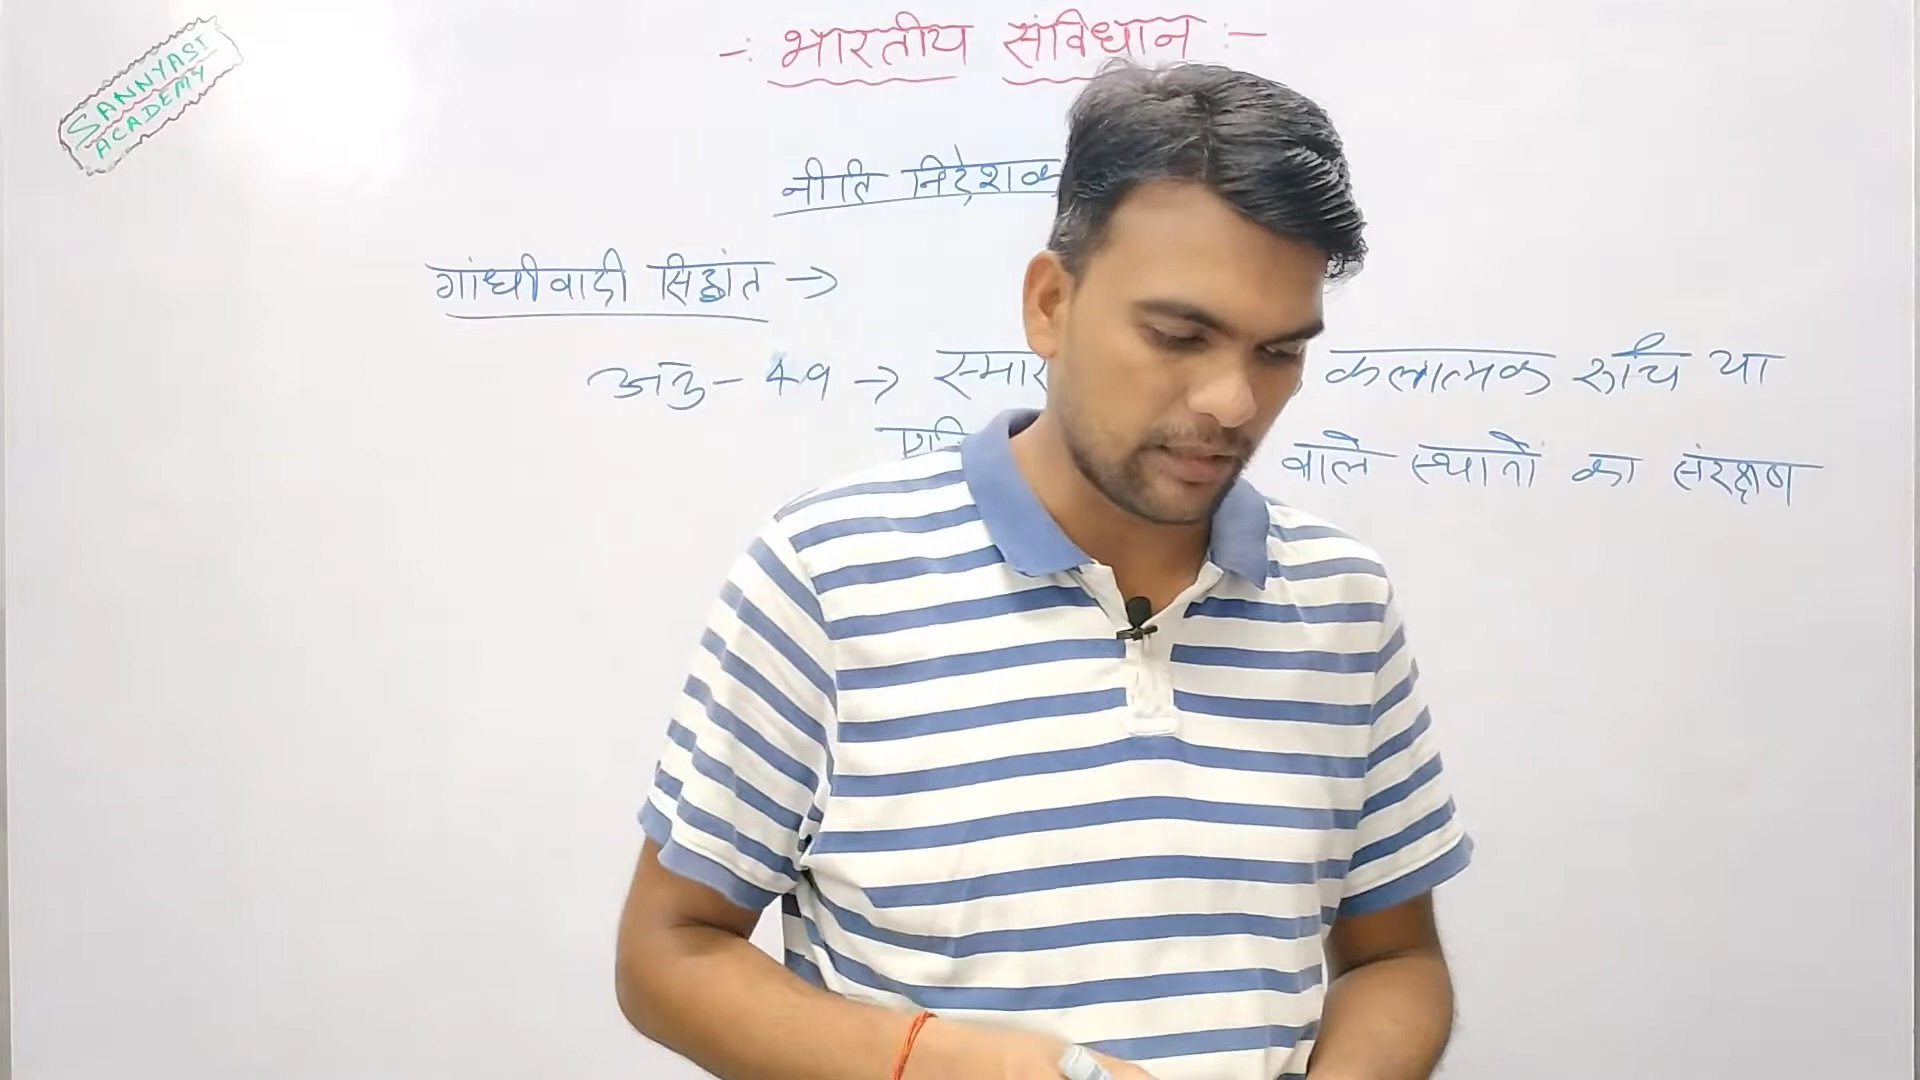 SANNYASI
ACADEMY
-: भारतीय संविधान :-
नीति निदेशक
गांधीवादी सिद्धांत →
अनु - 49 → स्मार कलात्मक रूचि या
वाले स्थानों का संरक्षण